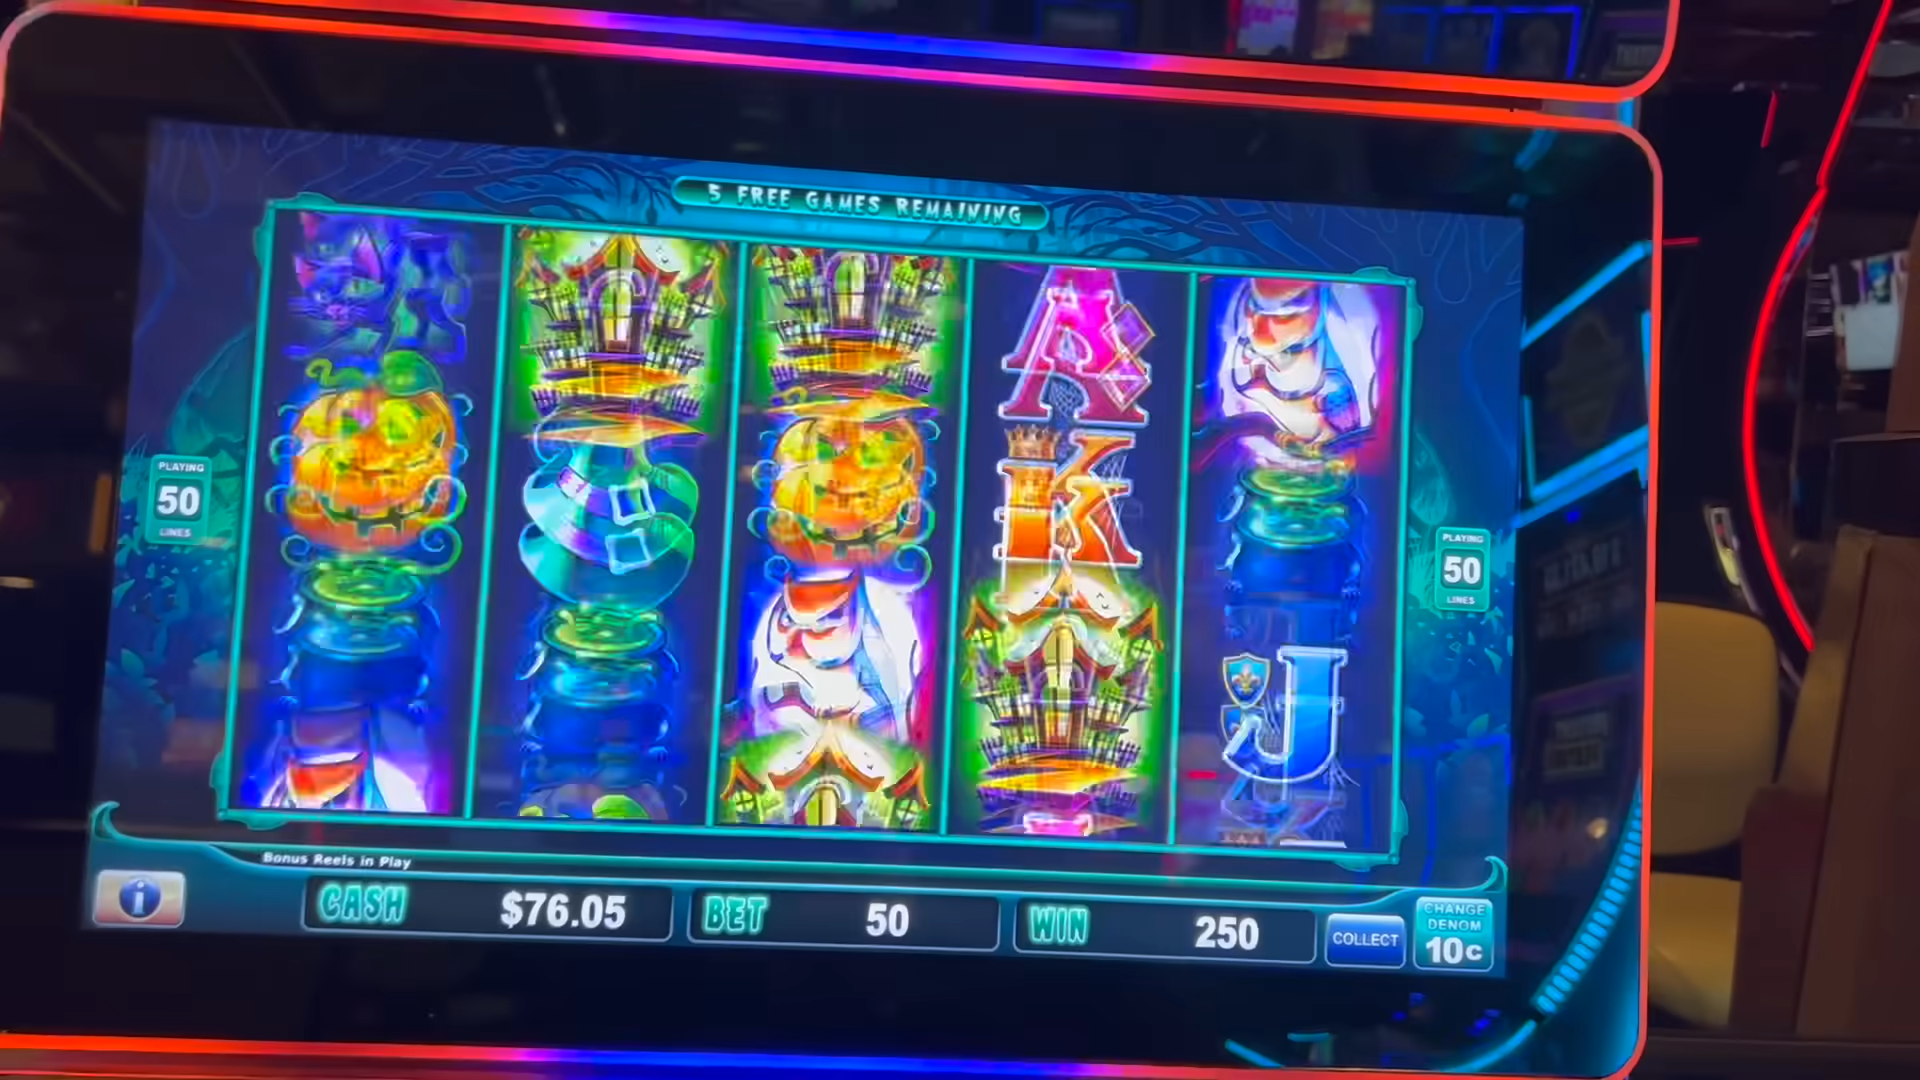 5 FREE GAMES REMAINING
A
K
J
PLAYING
50
LINES
PLAYING
50
LINES
Bonus Reels in Play
i
CASH $76.05
BET 50
WIN 250
COLLECT
CHANGE
DENOM
10¢